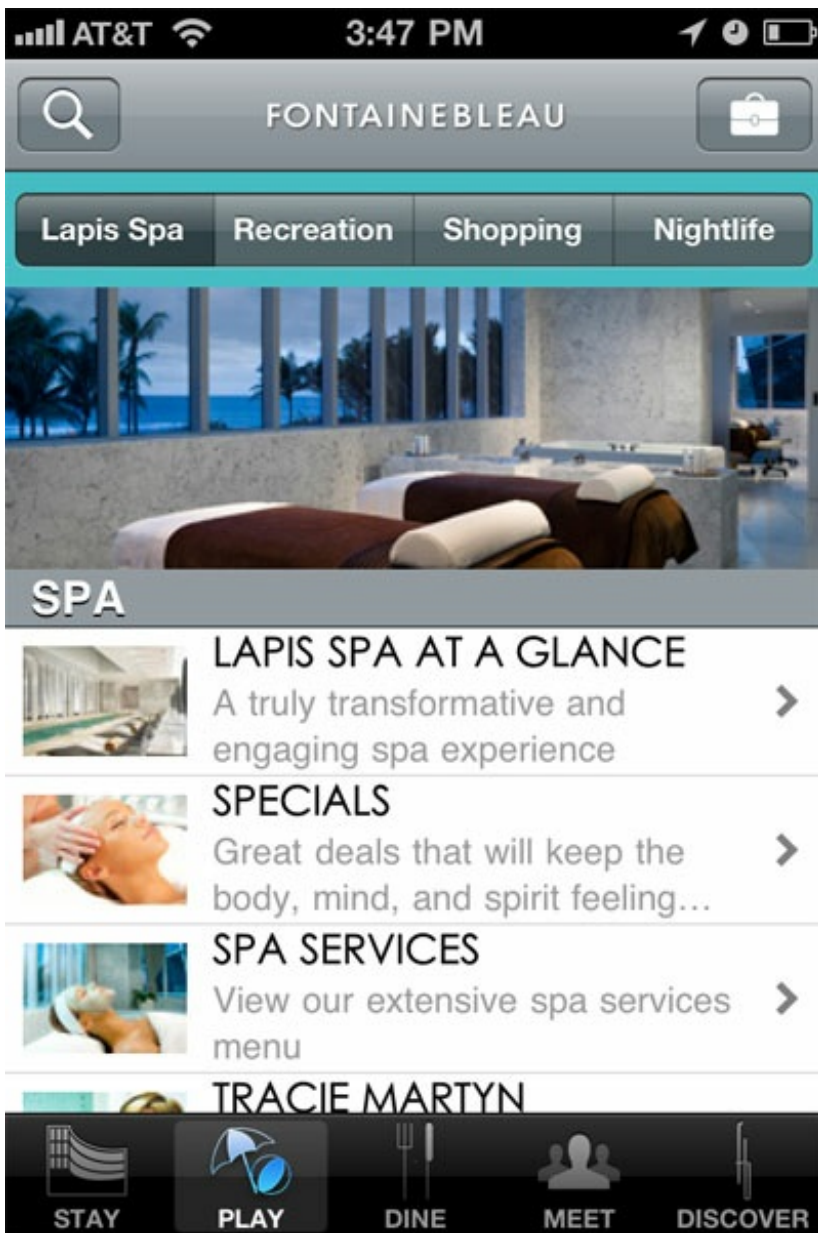 AT&T 3:47 PM
FONTAINEBLEAU
Lapis Spa Recreation Shopping Nightlife
SPA
LAPIS SPA AT A GLANCE
A truly transformative and
engaging spa experience
SPECIALS
Great deals that will keep the
body, mind, and spirit feeling...
SPA SERVICES
View our extensive spa services
menu
TRACIE MARTYN
STAY PLAY DINE MEET DISCOVER